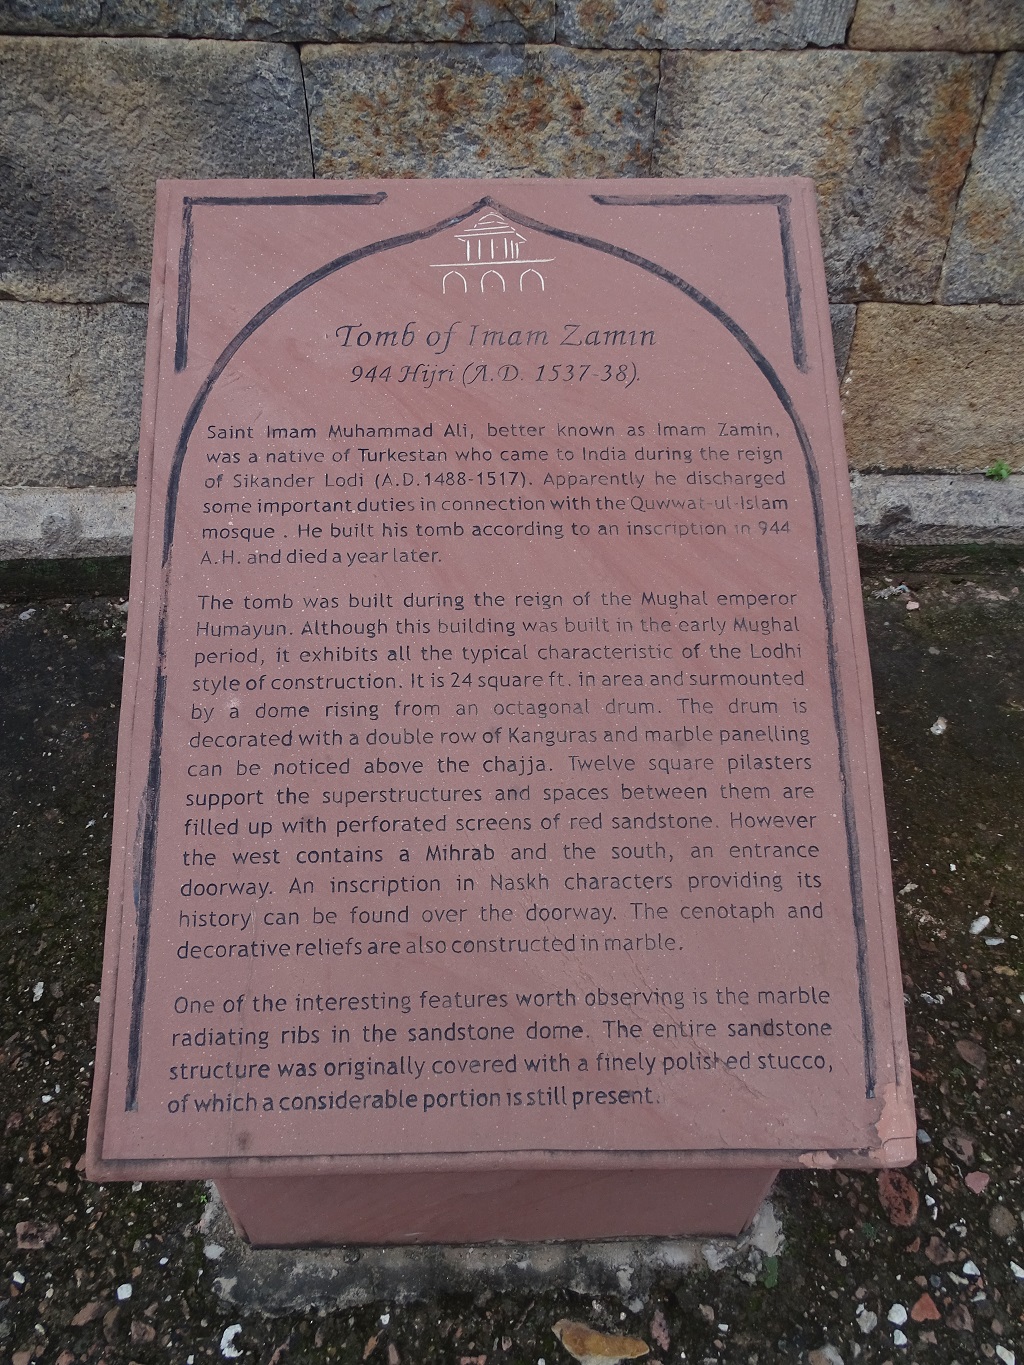 Tomb of Imam Zamin
944 Hijri (A.D. 1537-38).
Saint Imam Muhammad Ali, better known as Imam Zamin,
was a native of Turkestan who came to India during the reign
of Sikander Lodi (A.D.1488-1517). Apparently he discharged
some important duties in connection with the Quwwat-ul-Islam
mosque . He built his tomb according to an inscription in 944
A.H. and died a year later.
The tomb was built during the reign of the Mughal emperor
Humayun. Although this building was built in the early Mughal
period, it exhibits all the typical characteristic of the Lodhi
style of construction. It is 24 square ft. in area and surmounted
by a dome rising from an octagonal drum. The drum is
decorated with a double row of Kanguras and marble panelling
can be noticed above the chajja. Twelve square pilasters
support the superstructures and spaces between them are
filled up with perforated screens of red sandstone. However
the west contains a Mihrab and the south, an entrance
doorway. An inscription in Naskh characters providing its
history can be found over the doorway. The cenotaph and
decorative reliefs are also constructed in marble.
One of the interesting features worth observing is the marble
radiating ribs in the sandstone dome. The entire sandstone
structure was originally covered with a finely polished stucco,
of which a considerable portion is still present.